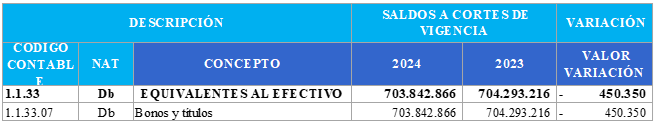 DESCRIPCIÓN SALDOS A CORTES DE VIGENCIA VARIACIÓN
CODIGO CONTABLE NAT CONCEPTO 2024 2023 VALOR VARIACIÓN
1.1.33 Db EQUIVALENTES AL EFECTIVO 703.842.866 704.293.216 - 450.350
1.1.33.07 Db Bonos y títulos 703.842.866 704.293.216 - 450.350